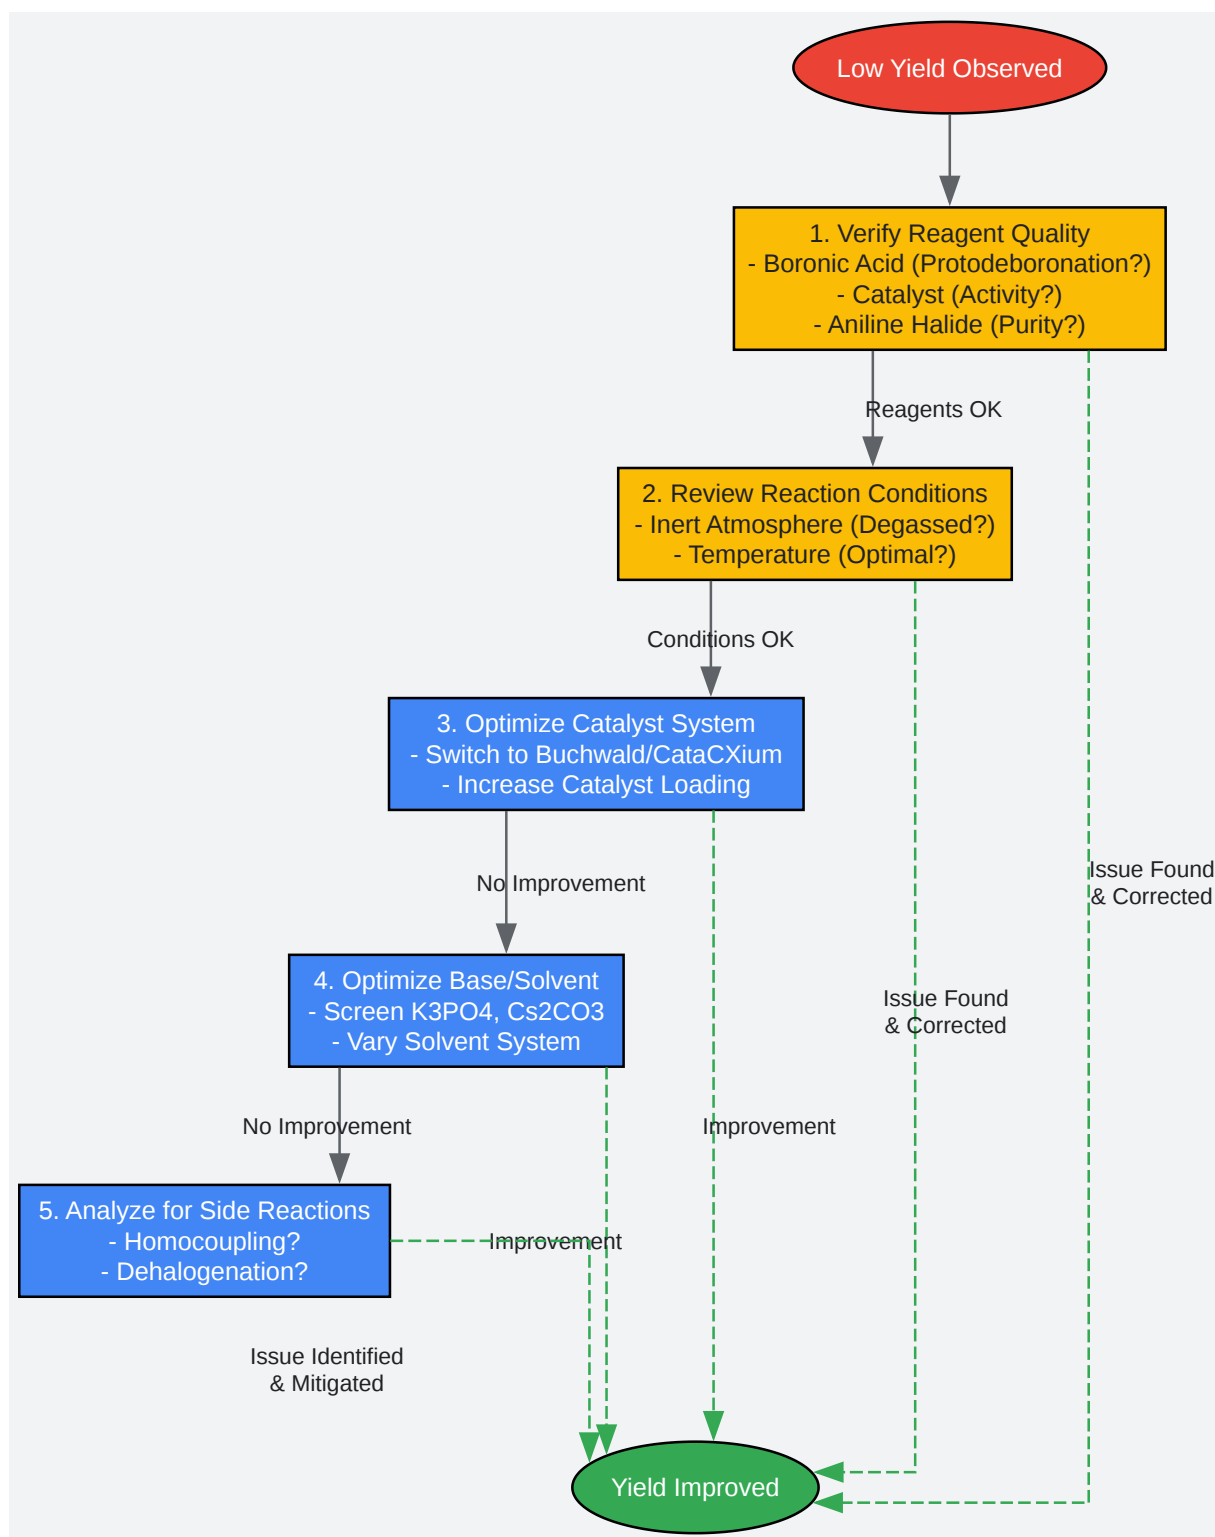 Low Yield Observed
1. Verify Reagent Quality
- Boronic Acid (Protodeboronation?)
- Catalyst (Activity?)
- Aniline Halide (Purity?)
Reagents OK
2. Review Reaction Conditions
- Inert Atmosphere (Degassed?)
- Temperature (Optimal?)
Conditions OK
3. Optimize Catalyst System
- Switch to Buchwald/CataCXium
- Increase Catalyst Loading
No Improvement
Issue Found
& Corrected
4. Optimize Base/Solvent
- Screen K3PO4, Cs2CO3
- Vary Solvent System
Issue Found
& Corrected
No Improvement
Improvement
5. Analyze for Side Reactions
- Homocoupling?
- Dehalogenation?
Improvement
Issue Identified
& Mitigated
Yield Improved